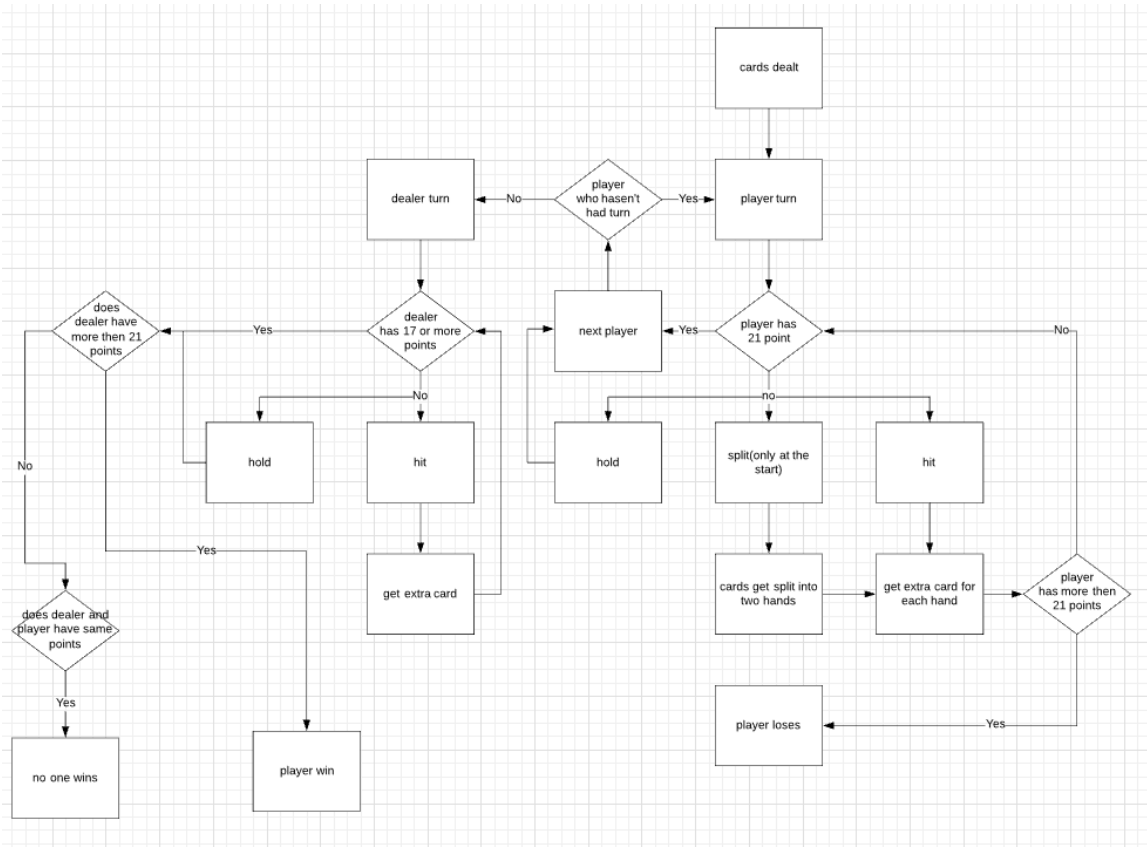 cards dealt
dealer turn
No
player
who hasen't
had turn
Yes
player turn
does
dealer have
more then 21
points
Yes
dealer
has 17 or more
points
next player
Yes
player has
21 point
No
No
no
No
hold
hit
hold
split(only at the
start)
hit
Yes
get extra card
cards get split into
two hands
get extra card for
each hand
player
has more then
21 points
does dealer and
player have same
points
Yes
player loses
Yes
no one wins
player win